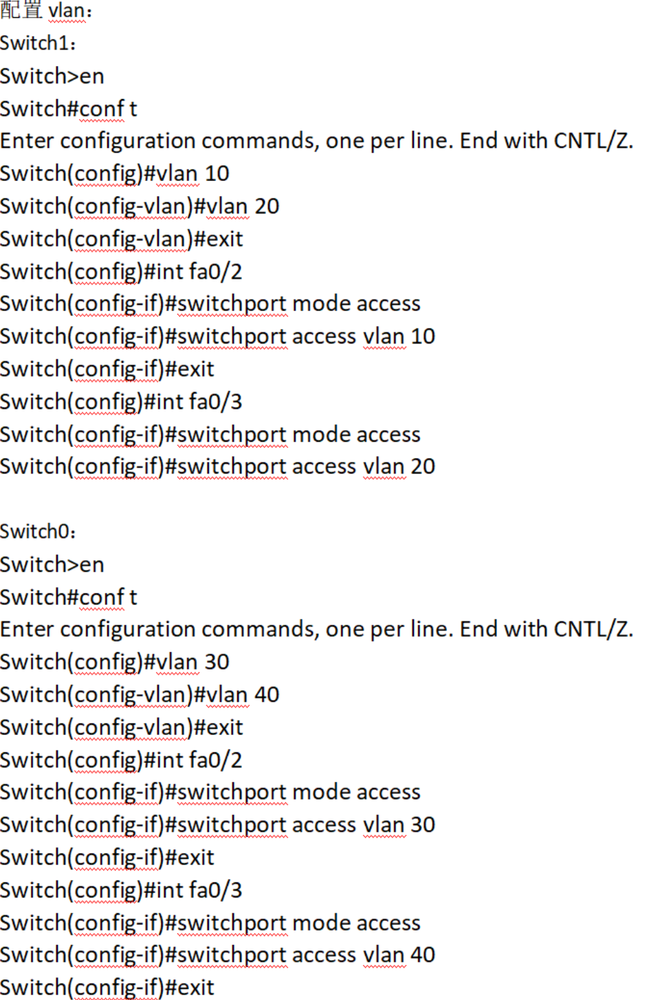 配置 vlan：
Switch1：
Switch>en
Switch#conf t
Enter configuration commands, one per line. End with CNTL/Z.
Switch(config)#vlan 10
Switch(config-vlan)#vlan 20
Switch(config-vlan)#exit
Switch(config)#int fa0/2
Switch(config-if)#switchport mode access
Switch(config-if)#switchport access vlan 10
Switch(config-if)#exit
Switch(config)#int fa0/3
Switch(config-if)#switchport mode access
Switch(config-if)#switchport access vlan 20
Switch0：
Switch>en
Switch#conf t
Enter configuration commands, one per line. End with CNTL/Z.
Switch(config)#vlan 30
Switch(config-vlan)#vlan 40
Switch(config-vlan)#exit
Switch(config)#int fa0/2
Switch(config-if)#switchport mode access
Switch(config-if)#switchport access vlan 30
Switch(config-if)#exit
Switch(config)#int fa0/3
Switch(config-if)#switchport mode access
Switch(config-if)#switchport access vlan 40
Switch(config-if)#exit